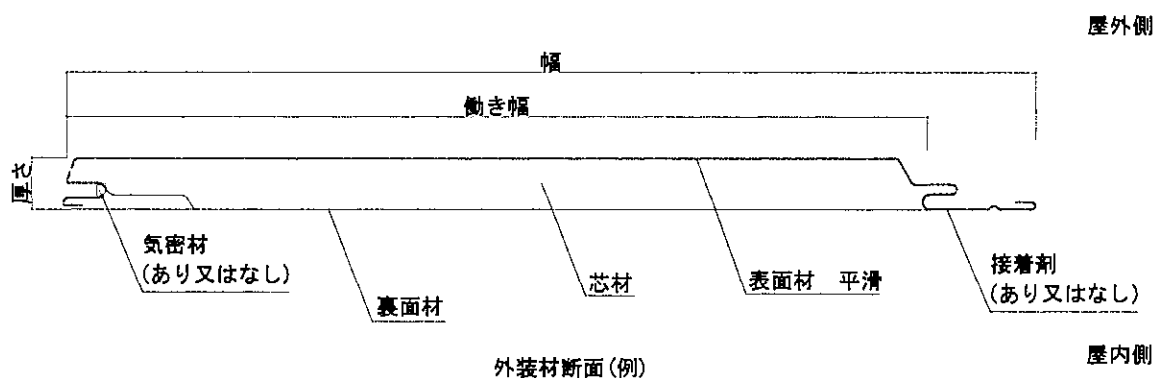 屋外側
幅
働き幅
厚さ
気密材
(あり又はなし)
裏面材
芯材
表面材　平滑
接着剤
(あり又はなし)
屋内側
外装材断面(例)